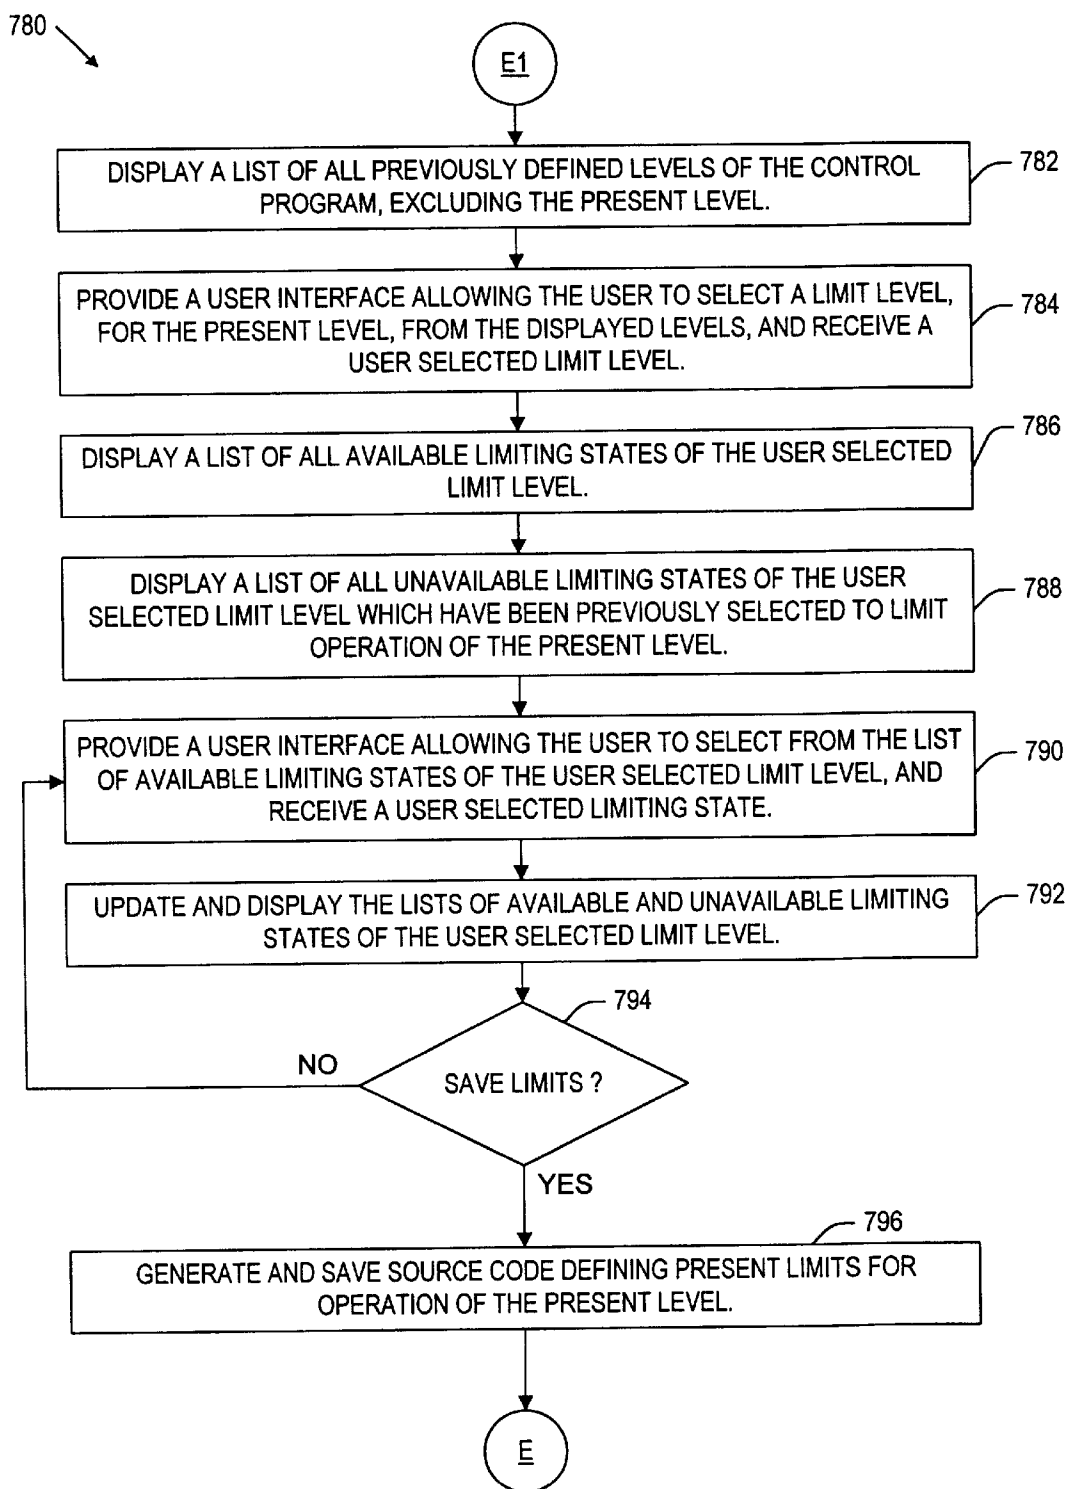 780
E1
DISPLAY A LIST OF ALL PREVIOUSLY DEFINED LEVELS OF THE CONTROL
PROGRAM, EXCLUDING THE PRESENT LEVEL.
782
PROVIDE A USER INTERFACE ALLOWING THE USER TO SELECT A LIMIT LEVEL,
FOR THE PRESENT LEVEL, FROM THE DISPLAYED LEVELS, AND RECEIVE A
USER SELECTED LIMIT LEVEL.
784
DISPLAY A LIST OF ALL AVAILABLE LIMITING STATES OF THE USER SELECTED
LIMIT LEVEL.
786
DISPLAY A LIST OF ALL UNAVAILABLE LIMITING STATES OF THE USER
SELECTED LIMIT LEVEL WHICH HAVE BEEN PREVIOUSLY SELECTED TO LIMIT
OPERATION OF THE PRESENT LEVEL.
788
PROVIDE A USER INTERFACE ALLOWING THE USER TO SELECT FROM THE LIST
OF AVAILABLE LIMITING STATES OF THE USER SELECTED LIMIT LEVEL, AND
RECEIVE A USER SELECTED LIMITING STATE.
790
UPDATE AND DISPLAY THE LISTS OF AVAILABLE AND UNAVAILABLE LIMITING
STATES OF THE USER SELECTED LIMIT LEVEL.
792
794
NO
SAVE LIMITS ?
YES
796
GENERATE AND SAVE SOURCE CODE DEFINING PRESENT LIMITS FOR
OPERATION OF THE PRESENT LEVEL.
E